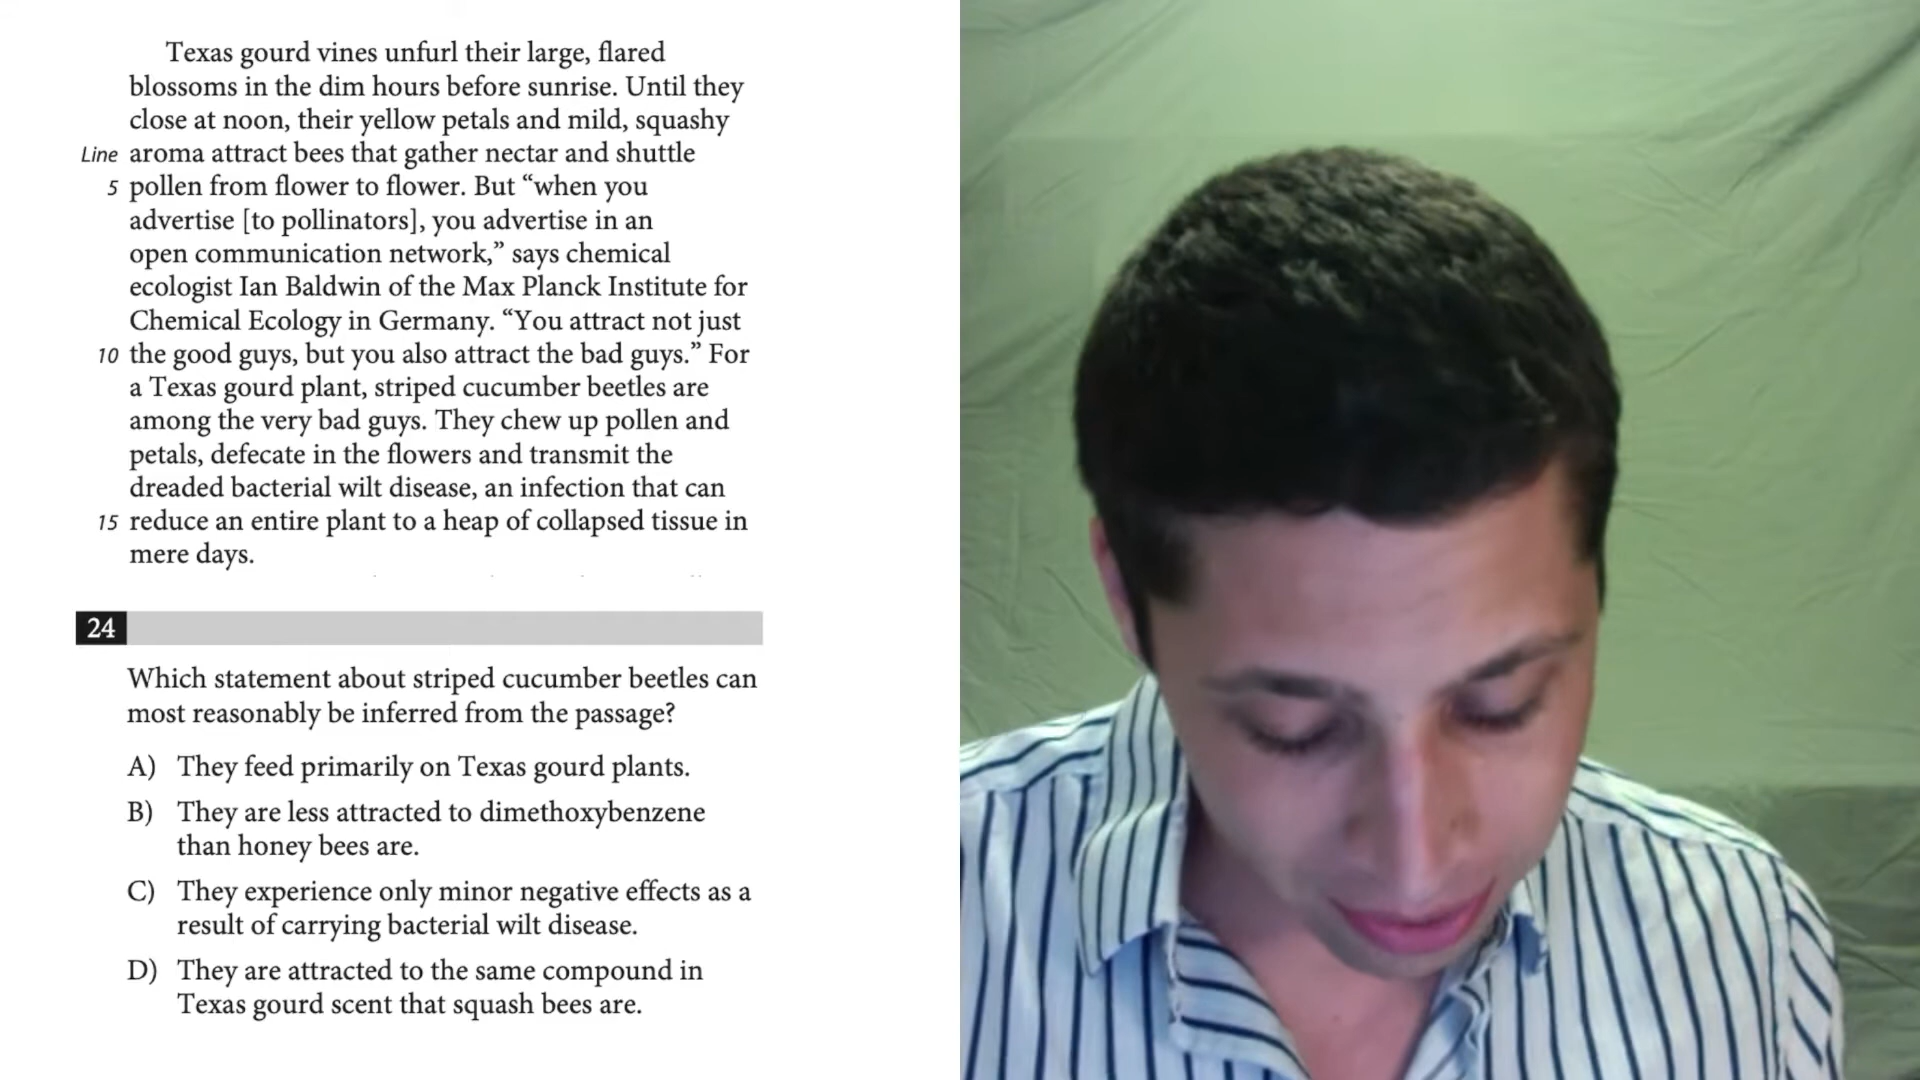 Texas gourd vines unfurl their large, flared
blossoms in the dim hours before sunrise. Until they
close at noon, their yellow petals and mild, squashy
Line aroma attract bees that gather nectar and shuttle
5 pollen from flower to flower. But “when you
advertise [to pollinators], you advertise in an
open communication network,” says chemical
ecologist Ian Baldwin of the Max Planck Institute for
Chemical Ecology in Germany. “You attract not just
10 the good guys, but you also attract the bad guys.” For
a Texas gourd plant, striped cucumber beetles are
among the very bad guys. They chew up pollen and
petals, defecate in the flowers and transmit the
dreaded bacterial wilt disease, an infection that can
15 reduce an entire plant to a heap of collapsed tissue in
mere days.
24
Which statement about striped cucumber beetles can
most reasonably be inferred from the passage?
A) They feed primarily on Texas gourd plants.
B) They are less attracted to dimethoxybenzene
than honey bees are.
C) They experience only minor negative effects as a
result of carrying bacterial wilt disease.
D) They are attracted to the same compound in
Texas gourd scent that squash bees are.